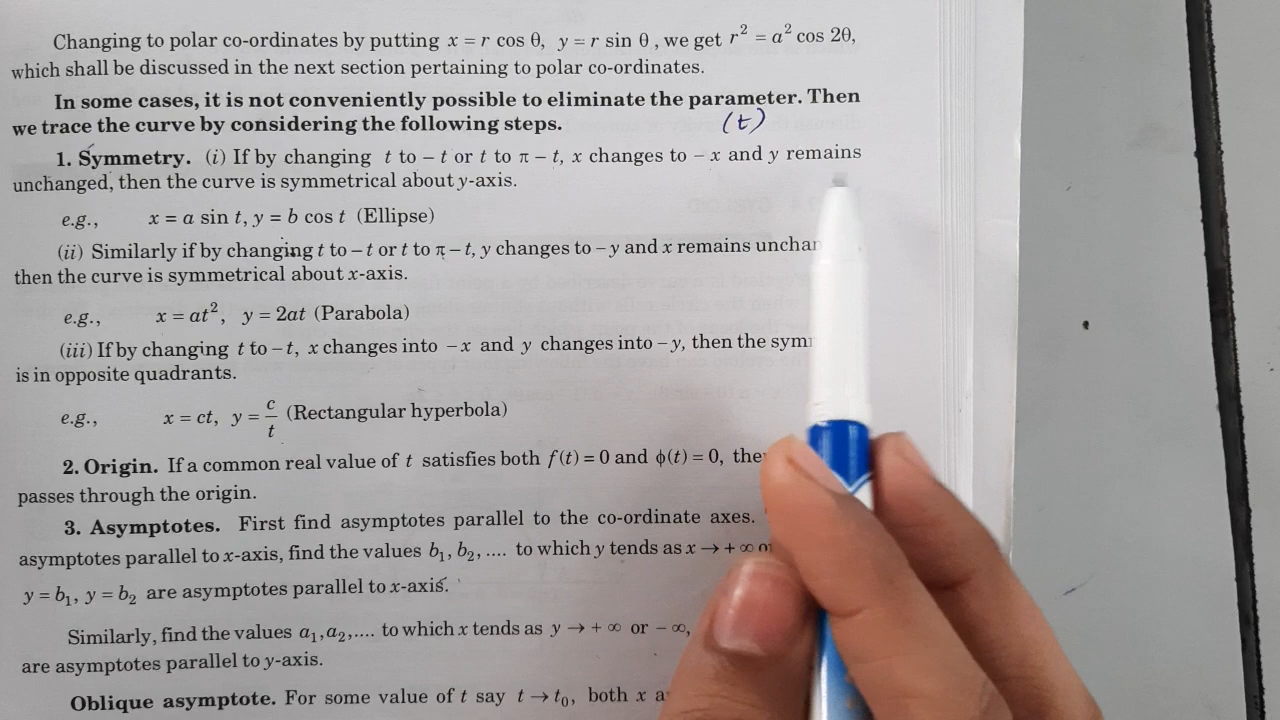 Changing to polar co-ordinates by putting x = r cos θ, y = r sin θ , we get r² = a² cos 2θ,
which shall be discussed in the next section pertaining to polar co-ordinates.
In some cases, it is not conveniently possible to eliminate the parameter. Then
we trace the curve by considering the following steps.
(t)
1. Symmetry. (i) If by changing t to – t or t to π – t, x changes to – x and y remains
unchanged, then the curve is symmetrical about y-axis.
e.g., x = a sin t, y = b cos t (Ellipse)
(ii) Similarly if by changing t to – t or t to π – t, y changes to – y and x remains
then the curve is symmetrical about x-axis.
e.g., x = at², y = 2at (Parabola)
(iii) If by changing t to – t, x changes into – x and y changes into – y, then the
is in opposite quadrants.
e.g., x = ct, y = c/t (Rectangular hyperbola)
2. Origin. If a common real value of t satisfies both f(t) = 0 and ϕ(t) = 0,
passes through the origin.
3. Asymptotes. First find asymptotes parallel to the co-ordinate axes.
asymptotes parallel to x-axis, find the values b₁, b₂, .... to which y tends as x → + ∞
y = b₁, y = b₂ are asymptotes parallel to x-axis.
Similarly, find the values a₁, a₂,.... to which x tends as y → + ∞ or – ∞,
are asymptotes parallel to y-axis.
Oblique asymptote. For some value of t say t → t₀, both x